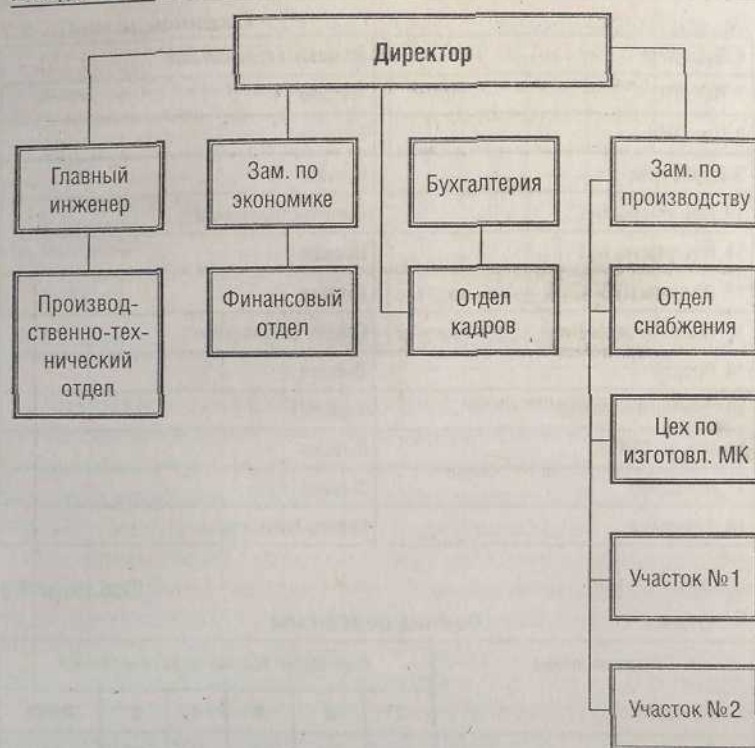 Директор
Главный
инженер
Зам. по
экономике
Бухгалтерия
Зам. по
производству
Производ-
ственно-тех-
нический
отдел
Финансовый
отдел
Отдел
кадров
Отдел
снабжения
Цех по
изготовл. МК
Участок №1
Участок №2